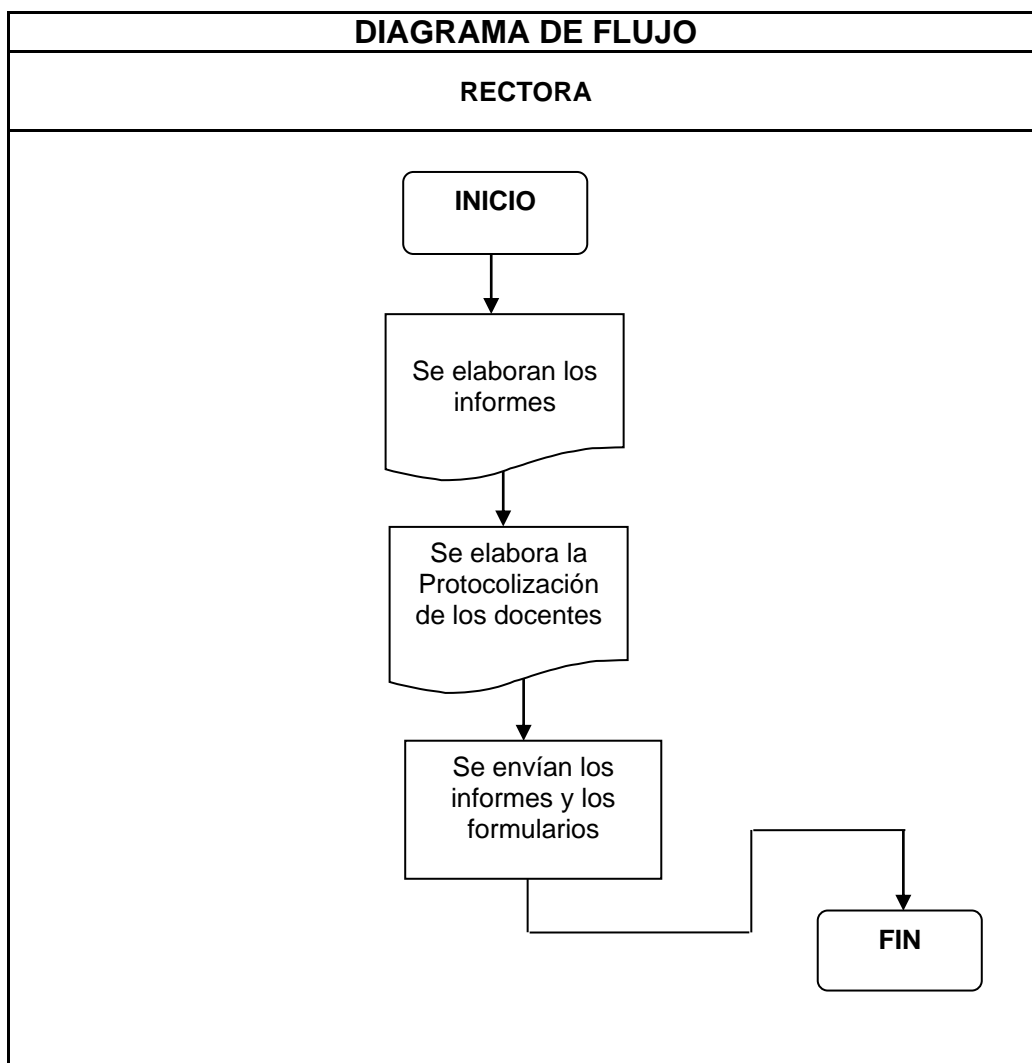 DIAGRAMA DE FLUJO
RECTORA
INICIO
Se elaboran los
informes
Se elabora la
Protocolización
de los docentes
Se envían los
informes y los
formularios
FIN